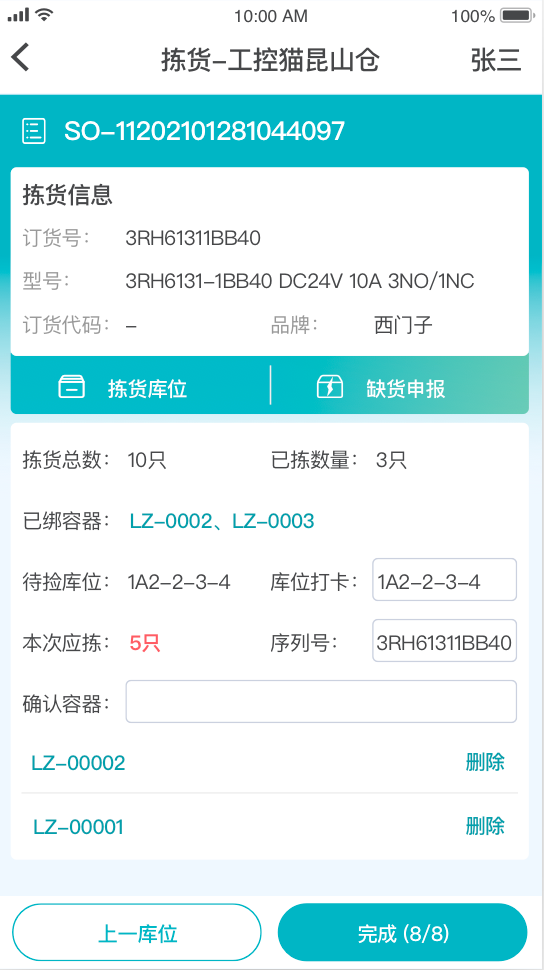 10:00 AM 100%
拣货–工控猫昆山仓 张三
SO–11202101281044097
拣货信息
订货号： 3RH61311BB40
型号： 3RH6131–1BB40 DC24V 10A 3NO/1NC
订货代码： – 品牌： 西门子
拣货库位 缺货申报
拣货总数： 10只 已拣数量： 3只
已绑容器： LZ–0002、LZ–0003
待捡库位： 1A2–2–3–4 库位打卡： 1A2–2–3–4
本次应拣： 5只 序列号： 3RH61311BB40
确认容器：
LZ–00002 删除
LZ–00001 删除
上一库位 完成 (8/8)